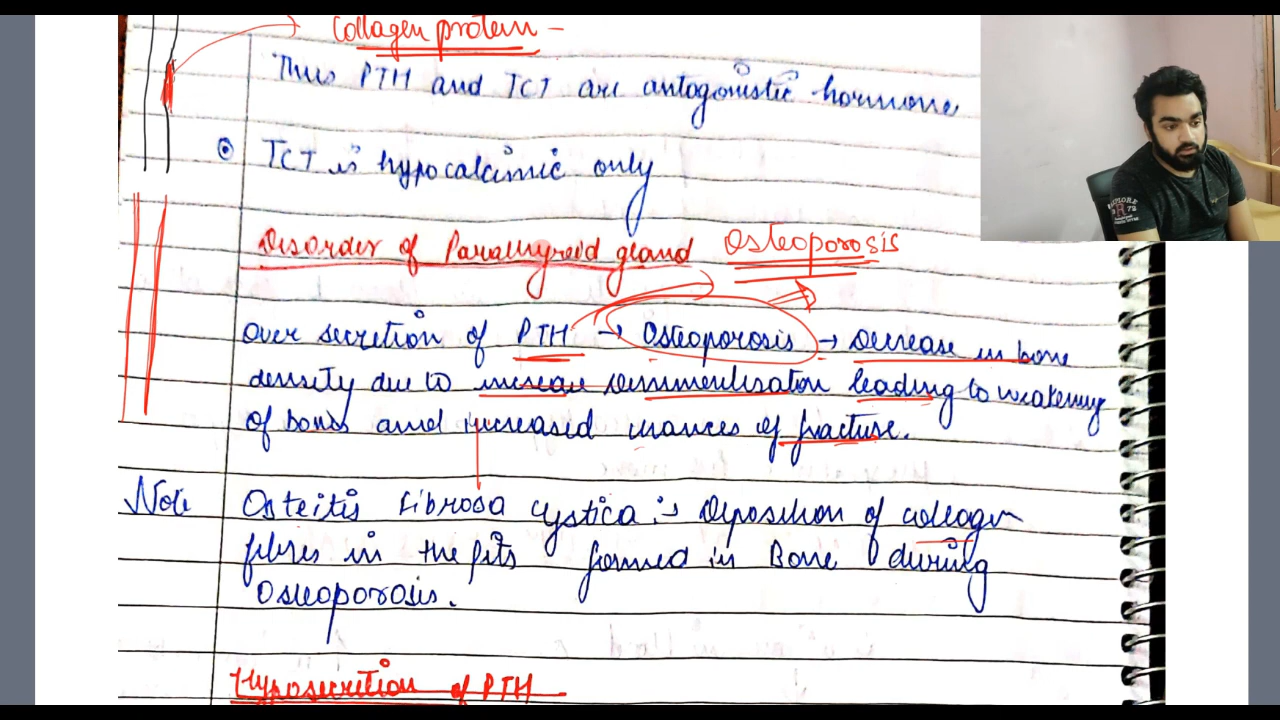 Collagen protein -
Thus PTH and TCT are antagonistic hormone
TCT is hypocalcimic only
Disorder of Parathyroid gland Osteoporosis
Over secretion of PTH → Osteoporosis → Decrease in bone
density due to increase demineralisation leading to weakening
of bones and increased chances of fracture.
Note Osteitis Fibrosa cystica is Deposition of collagen
fibres in the pits formed in Bone during
Osteoporosis.
Hyposecretion of PTH